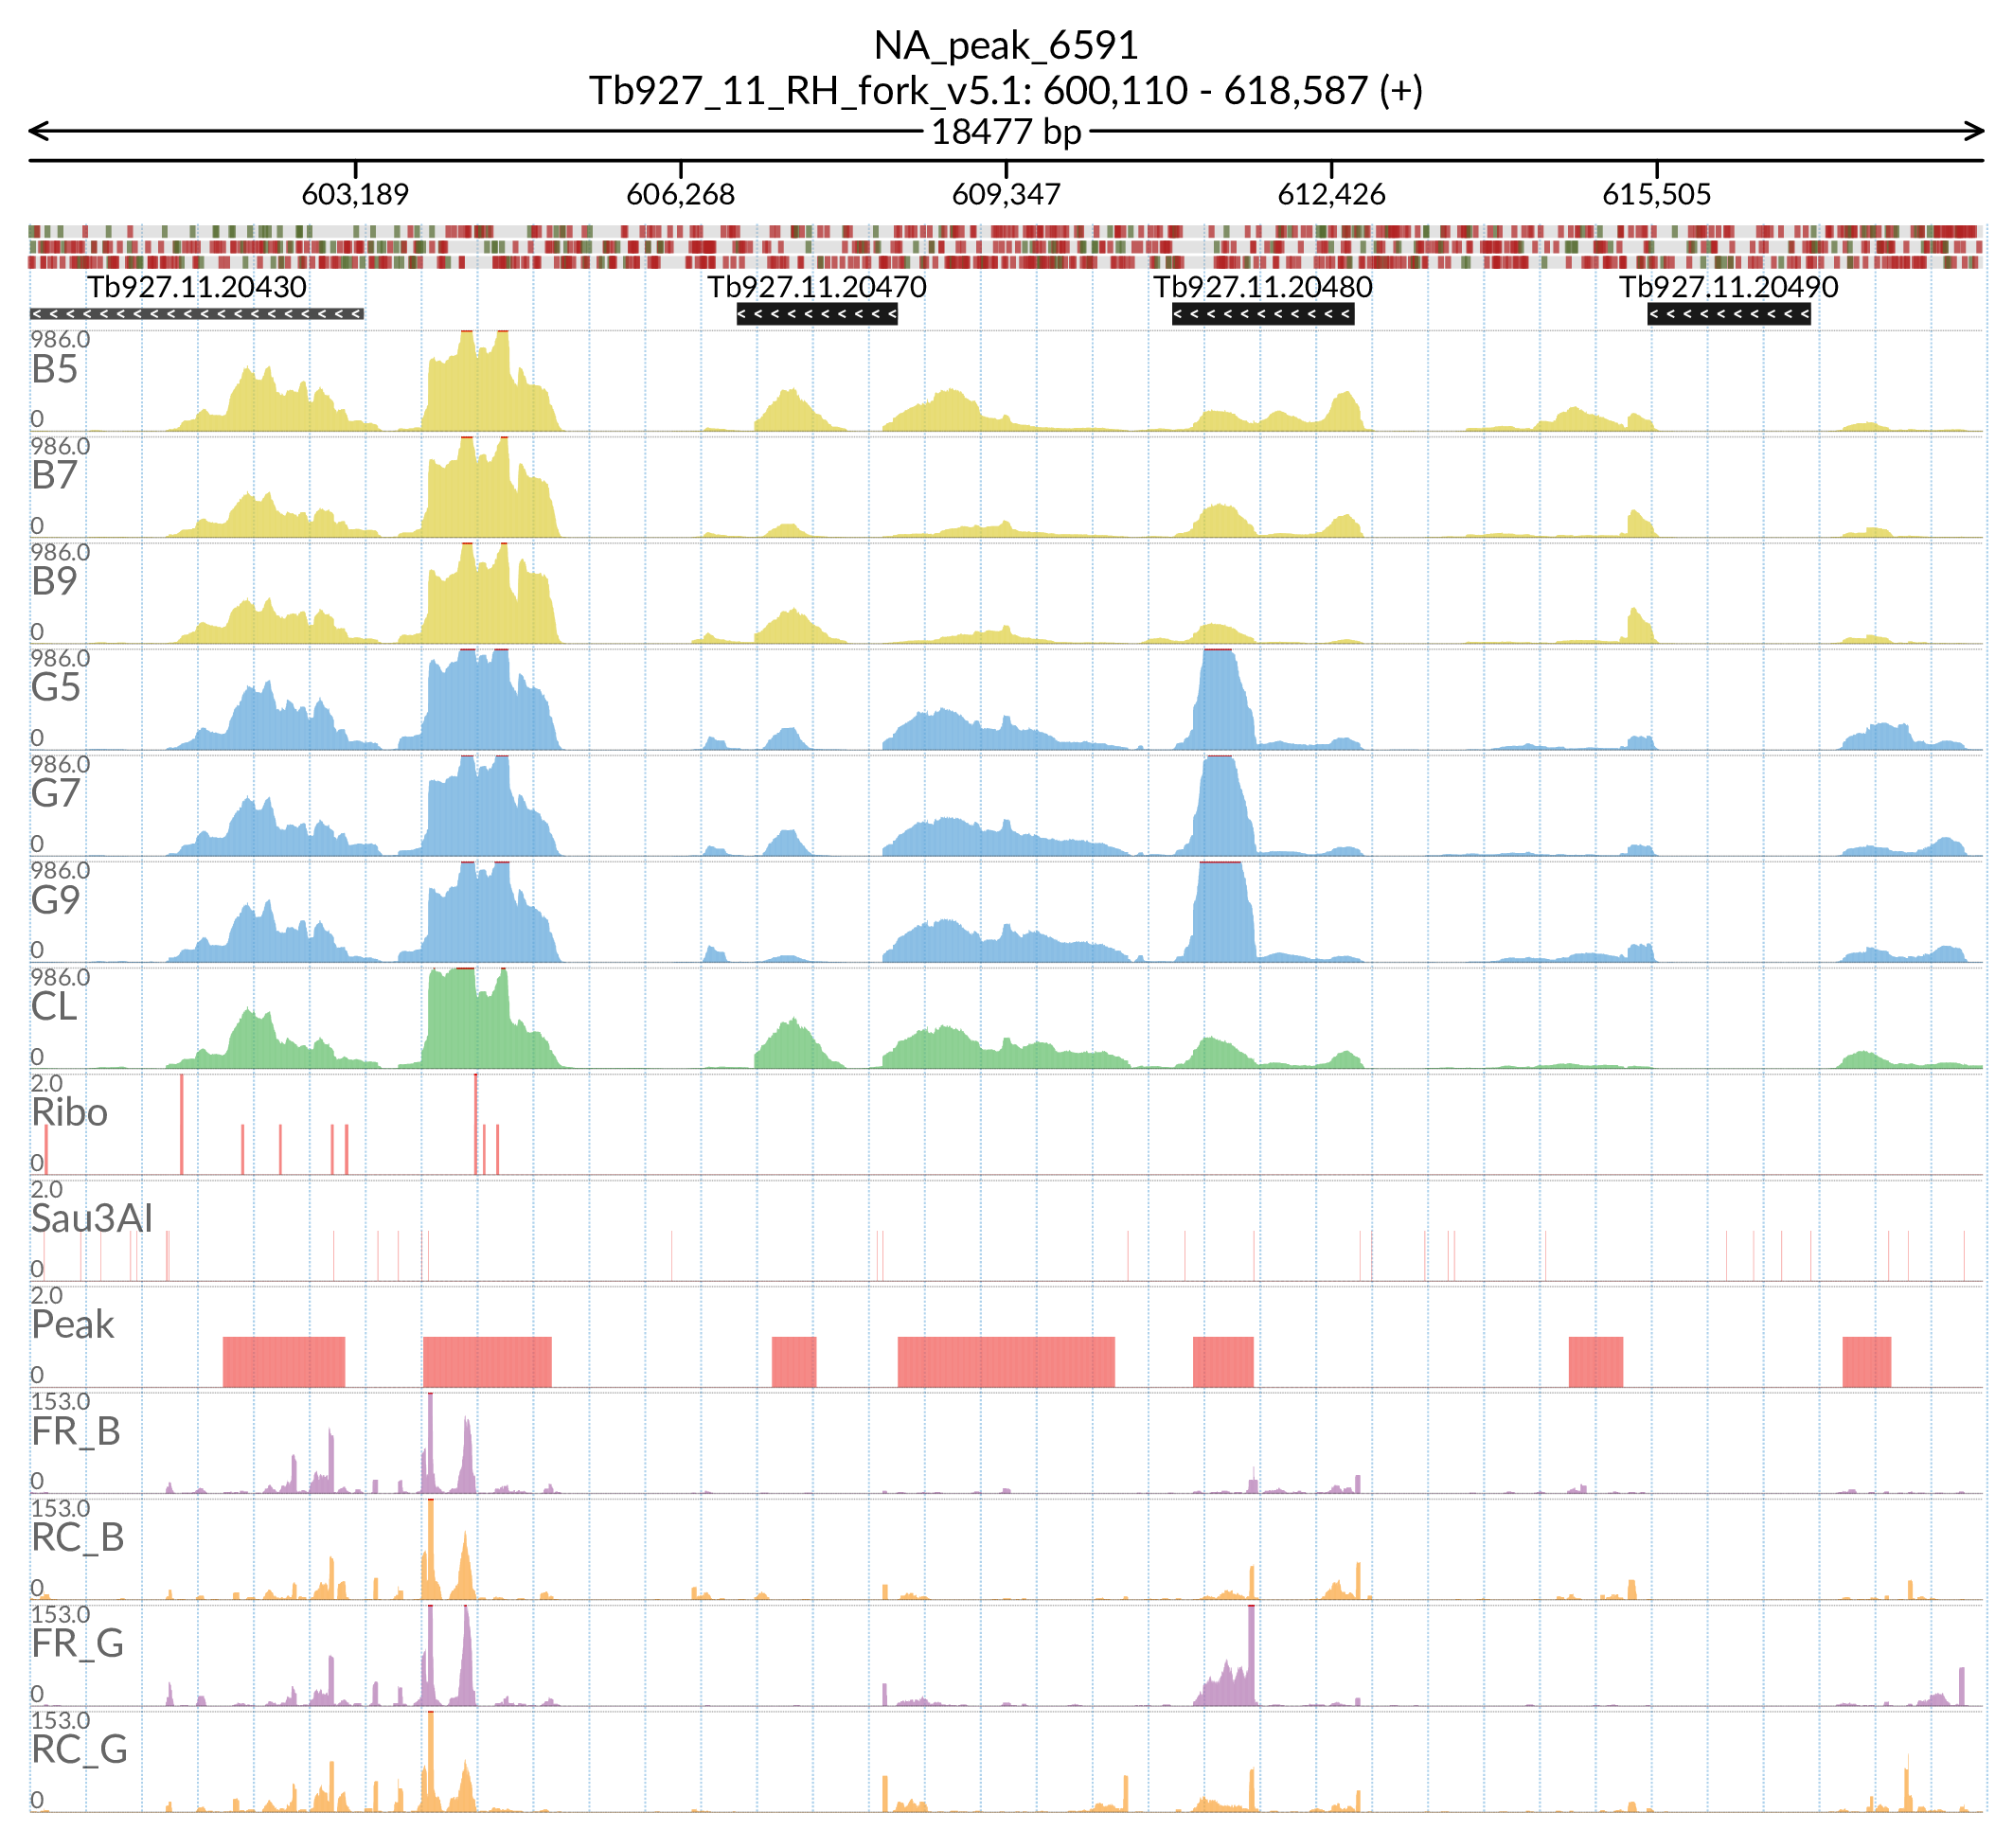 NA_peak_6591
Tb927_11_RH_fork_v5.1: 600,110 - 618,587 (+)
18477 bp
603,189 606,268 609,347 612,426 615,505
Tb927.11.20430 Tb927.11.20470 Tb927.11.20480 Tb927.11.20490
986.0
B5
0
986.0
B7
0
986.0
B9
0
986.0
G5
0
986.0
G7
0
986.0
G9
0
986.0
CL
0
2.0
Ribo
0
2.0
Sau3AI
0
2.0
Peak
0
153.0
FR_B
0
153.0
RC_B
0
153.0
FR_G
0
153.0
RC_G
0